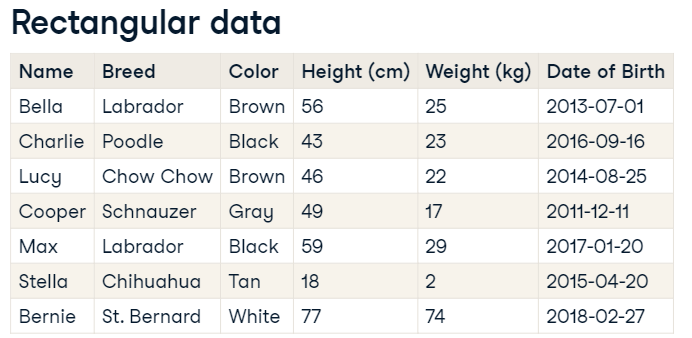 Rectangular data
Name Breed Color Height (cm) Weight (kg) Date of Birth
Bella Labrador Brown 56 25 2013-07-01
Charlie Poodle Black 43 23 2016-09-16
Lucy Chow Chow Brown 46 22 2014-08-25
Cooper Schnauzer Gray 49 17 2011-12-11
Max Labrador Black 59 29 2017-01-20
Stella Chihuahua Tan 18 2 2015-04-20
Bernie St. Bernard White 77 74 2018-02-27